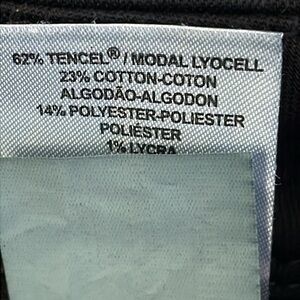 62% TENCEL® / MODAL LYOCELL
23% COTTON-COTON
ALGODÃO-ALGODON
14% POLYESTER-POLIESTER
POLIÉSTER
1% LYCRA